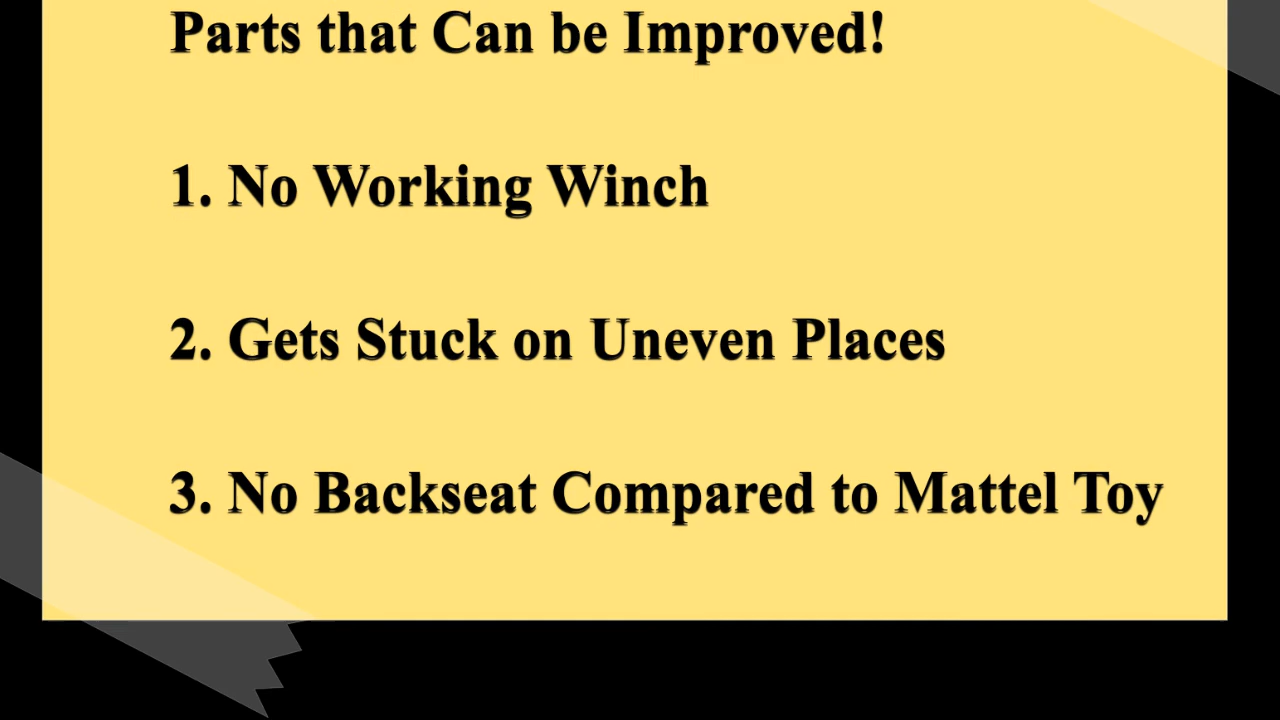 Parts that Can be Improved!
1. No Working Winch
2. Gets Stuck on Uneven Places
3. No Backseat Compared to Mattel Toy